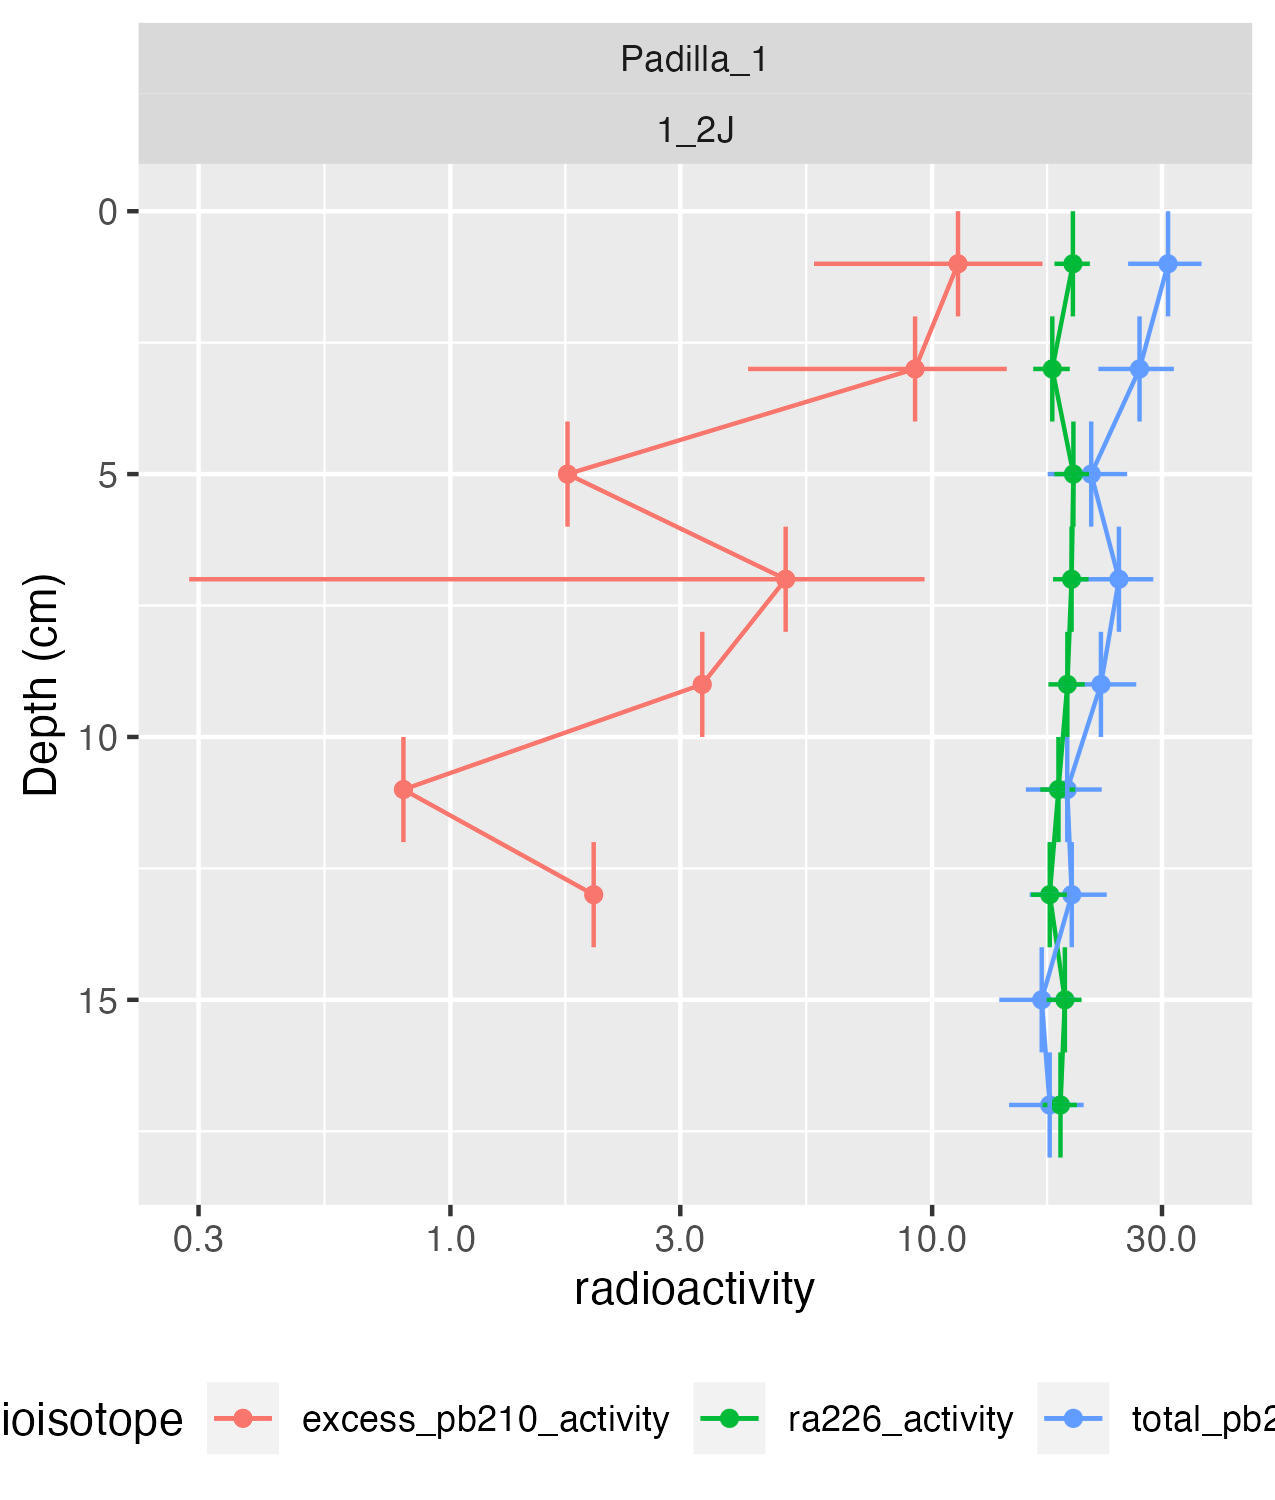 Padilla_1
1_2J
0
5
10
15
Depth (cm)
0.3 1.0 3.0 10.0 30.0
radioactivity
ioisotope excess_pb210_activity ra226_activity total_pb2